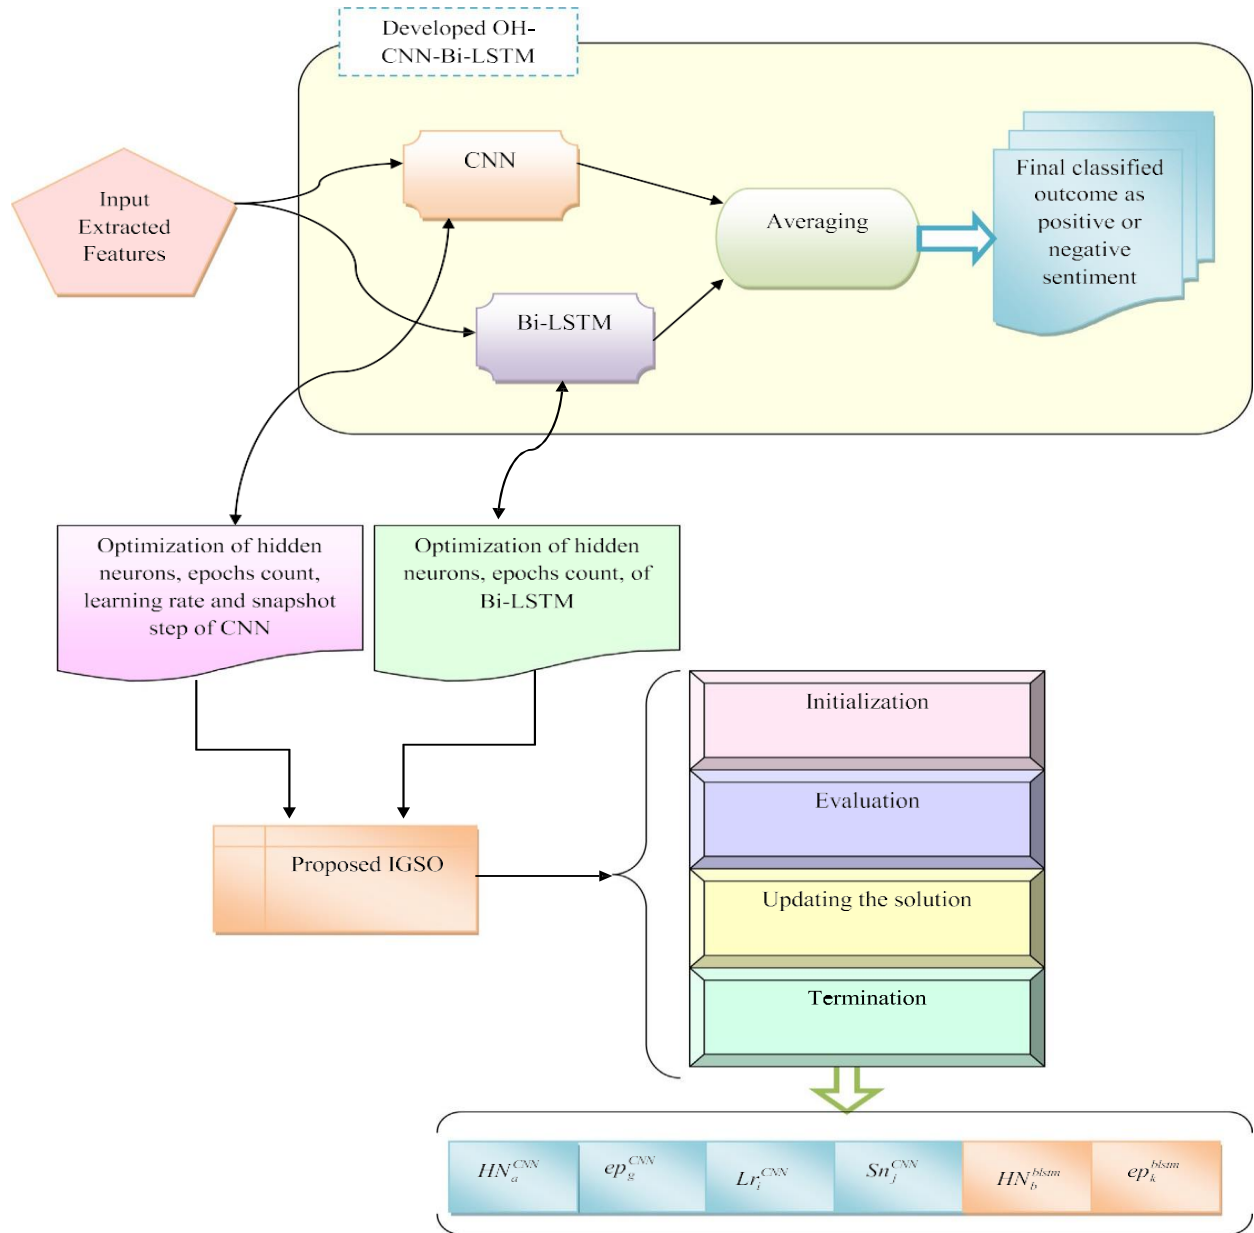 Developed OH-
CNN-Bi-LSTM
Input
Extracted
Features
CNN
Bi-LSTM
Averaging
Final classified
outcome as
positive or
negative
sentiment
Optimization of hidden
neurons, epochs count,
learning rate and snapshot
step of CNN
Optimization of hidden
neurons, epochs count, of
Bi-LSTM
Proposed IGSO
Initialization
Evaluation
Updating the solution
Termination
HN_a^{CNN} ep_g^{CNN} Lr_i^{CNN} Sn_j^{CNN} HN_b^{blstm} ep_k^{blstm}